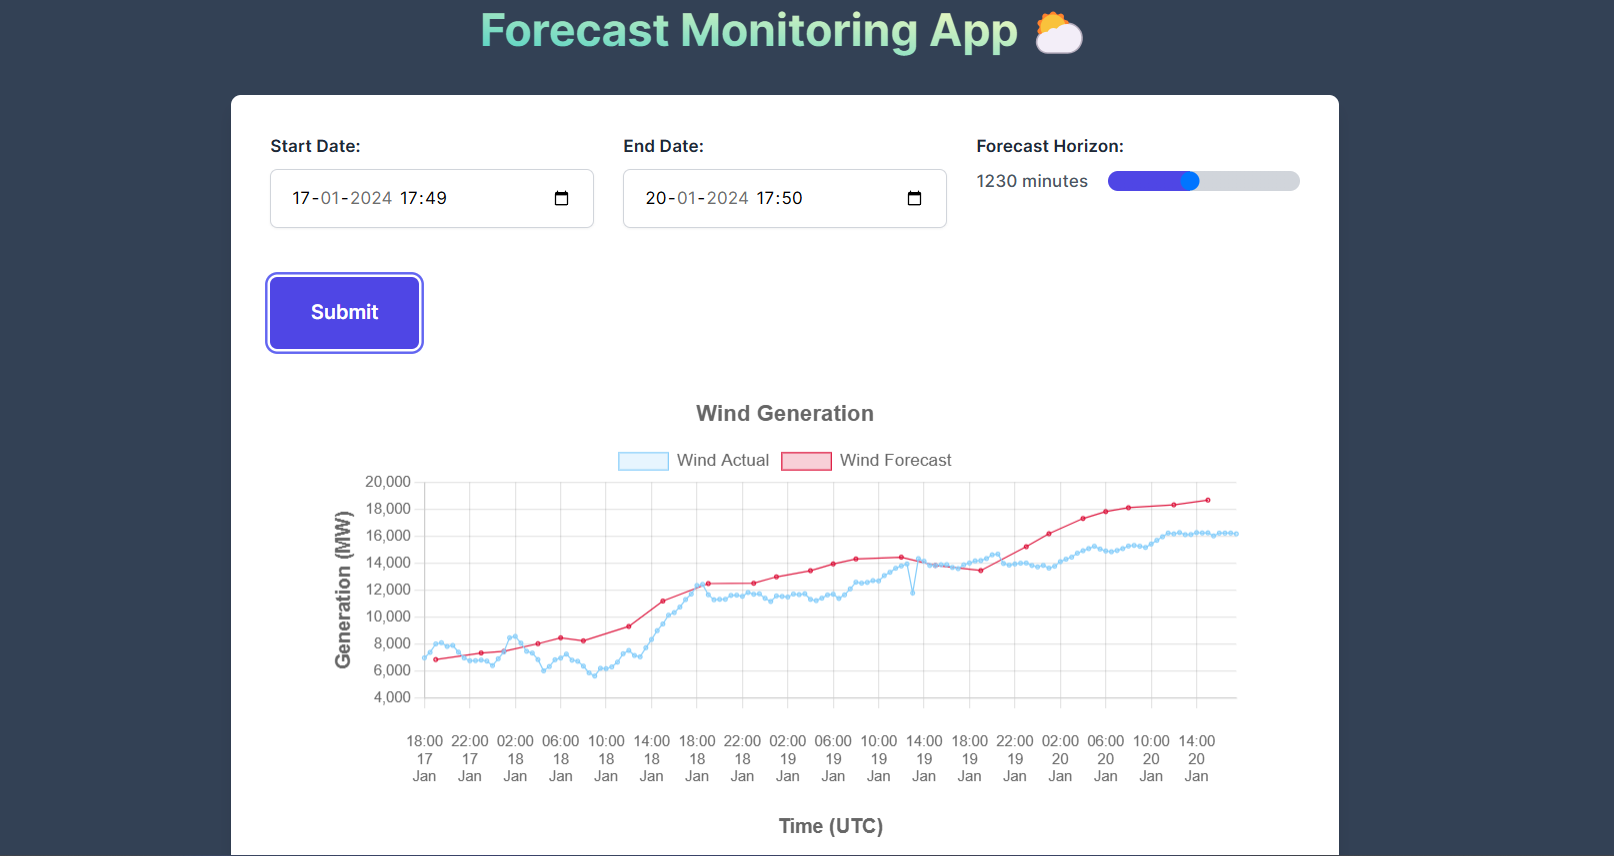 Forecast Monitoring App
Start Date:
End Date:
Forecast Horizon:
17-01-2024 17:49
20-01-2024 17:50
1230 minutes
Submit
Wind Generation
Wind Actual
Wind Forecast
Generation (MW)
20,000
18,000
16,000
14,000
12,000
10,000
8,000
6,000
4,000
18:00 22:00 02:00 06:00 10:00 14:00 18:00 22:00 02:00 06:00 10:00 14:00 18:00 22:00 02:00 06:00 10:00 14:00
17 17 18 18 18 18 18 18 19 19 19 19 19 19 20 20 20 20
Jan Jan Jan Jan Jan Jan Jan Jan Jan Jan Jan Jan Jan Jan Jan Jan Jan Jan
Time (UTC)